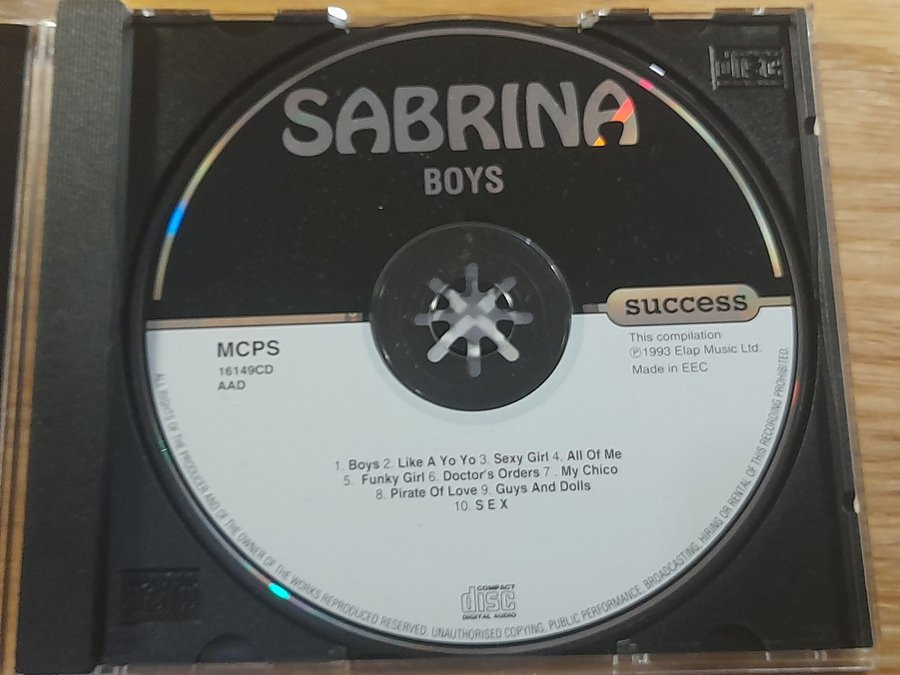 SABRINA
BOYS
success
MCPS
16149CD
AAD
This compilation
℗1993 Elap Music Ltd.
Made in EEC
1. Boys 2. Like A Yo Yo 3. Sexy Girl 4. All Of Me
5. Funky Girl 6. Doctor's Orders 7 . My Chico
8. Pirate Of Love 9. Guys And Dolls
10. S E X
COMPACT
disc
DIGITAL AUDIO
ALL RIGHTS OF THE PRODUCER AND OF THE OWNER OF THE WORKS REPRODUCED RESERVED. UNAUTHORISED COPYING, PUBLIC PERFORMANCE, BROADCASTING, HIRING OR RENTAL OF THIS RECORDING PROHIBITED
disc